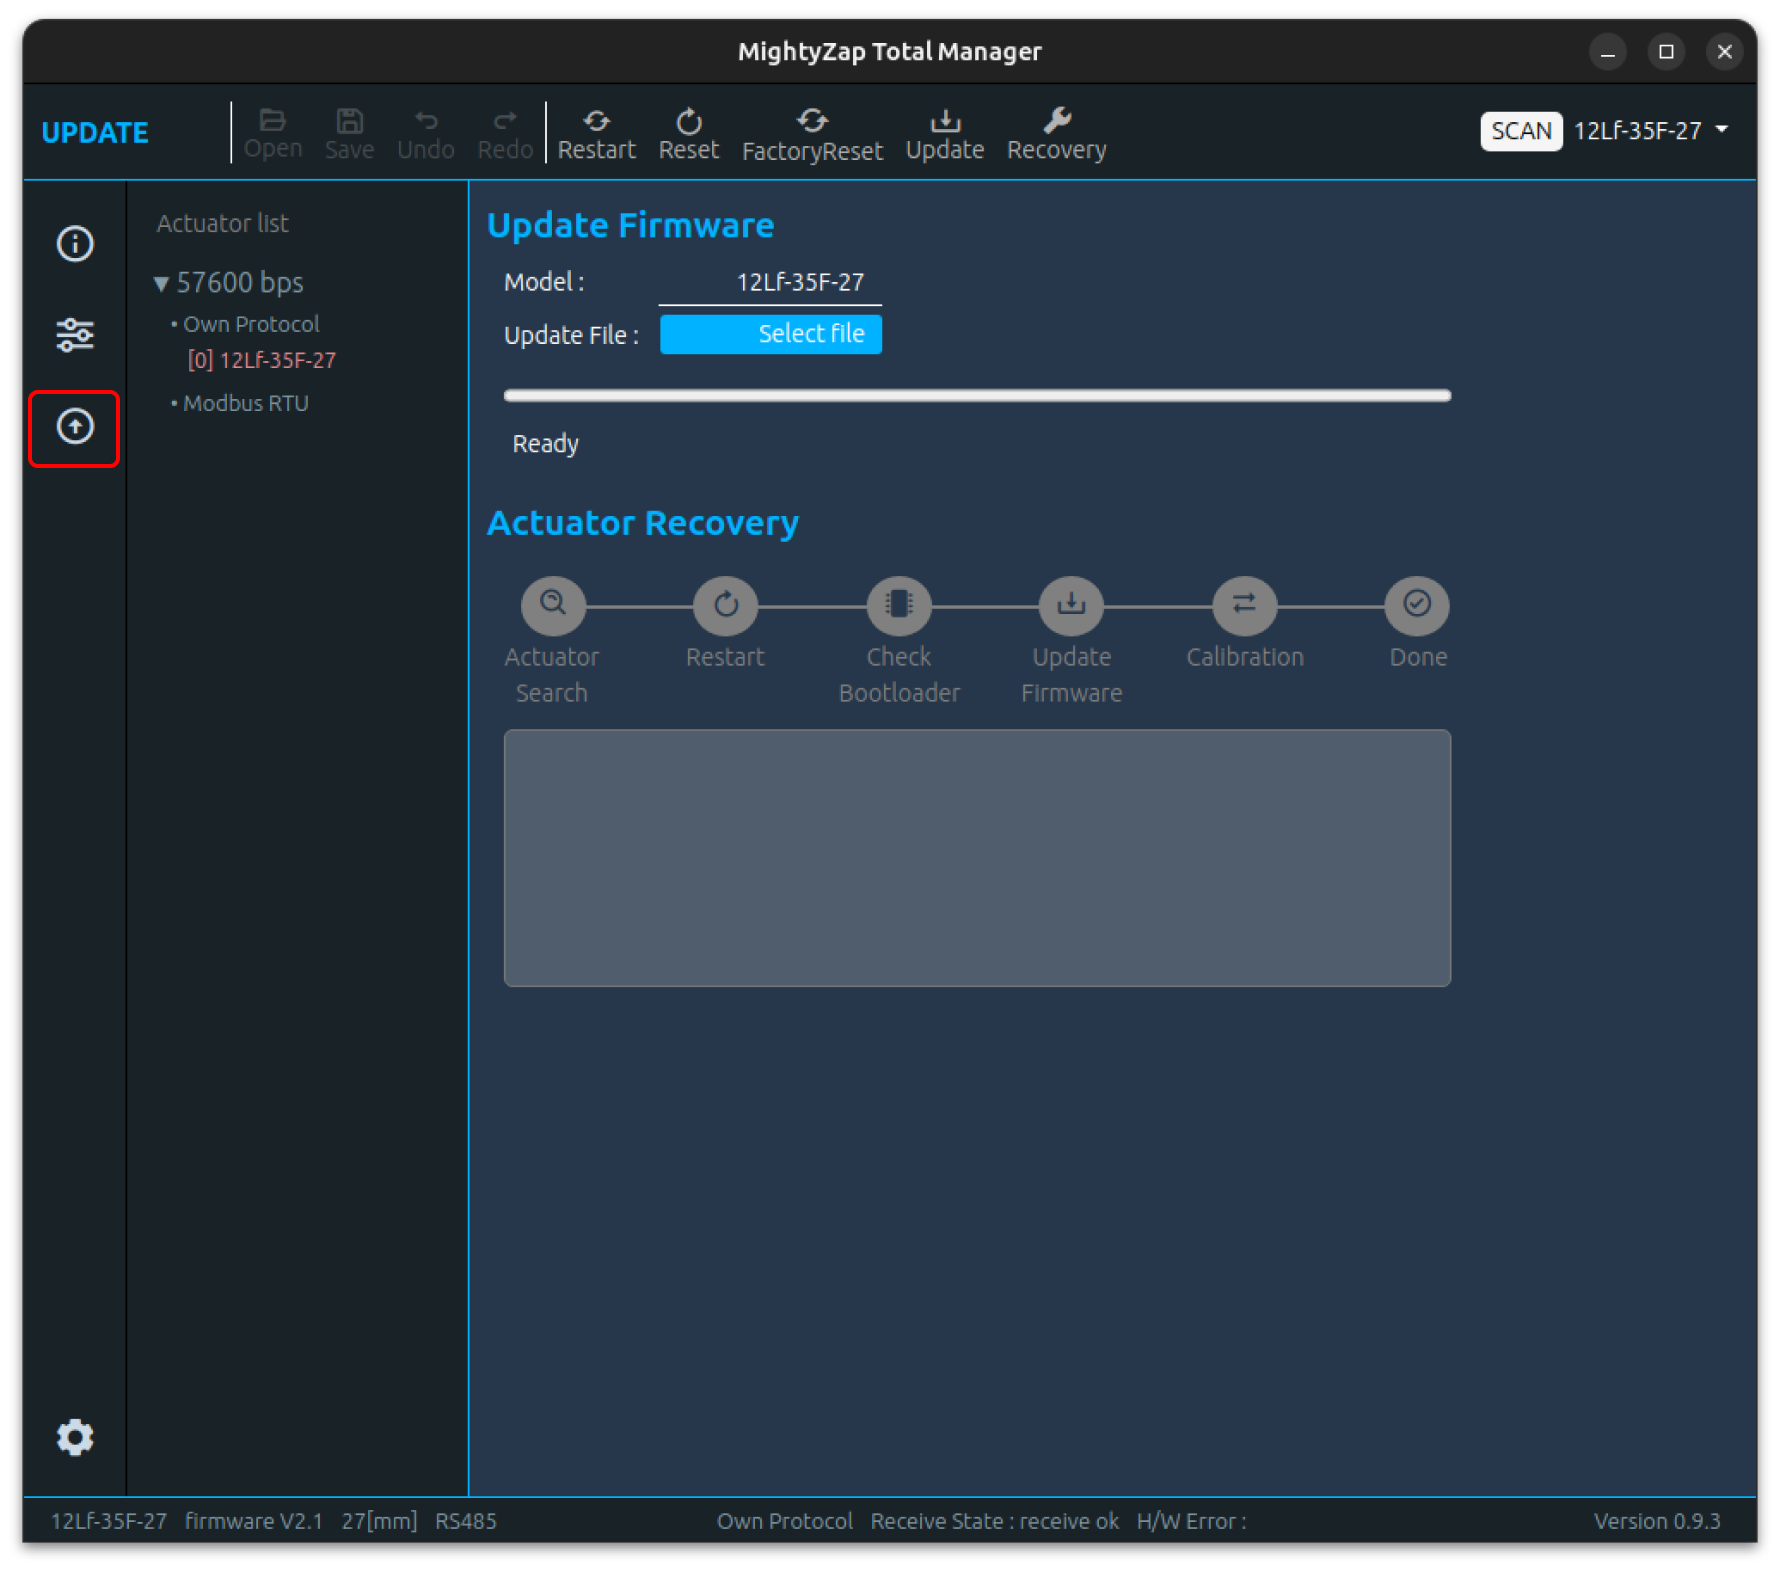 MightyZap Total Manager
UPDATE
Open
Save
Undo
Redo
Restart
Reset
FactoryReset
Update
Recovery
SCAN
12Lf-35F-27
Actuator list
57600 bps
• Own Protocol
[0] 12Lf-35F-27
• Modbus RTU
Update Firmware
Model : 12Lf-35F-27
Update File : Select file
Ready
Actuator Recovery
Actuator
Search
Restart
Check
Bootloader
Update
Firmware
Calibration
Done
12Lf-35F-27 firmware V2.1 27[mm] RS485 Own Protocol Receive State : receive ok H/W Error : Version 0.9.3